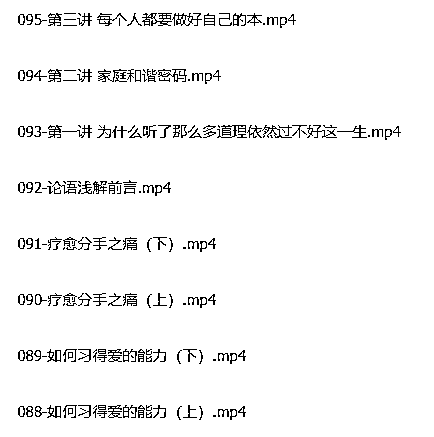 095-第三讲 每个人都要做好自己的本.mp4
094-第二讲 家庭和谐密码.mp4
093-第一讲 为什么听了那么多道理依然过不好这一生.mp4
092-论语浅解前言.mp4
091-疗愈分手之痛（下）.mp4
090-疗愈分手之痛（上）.mp4
089-如何习得爱的能力（下）.mp4
088-如何习得爱的能力（上）.mp4